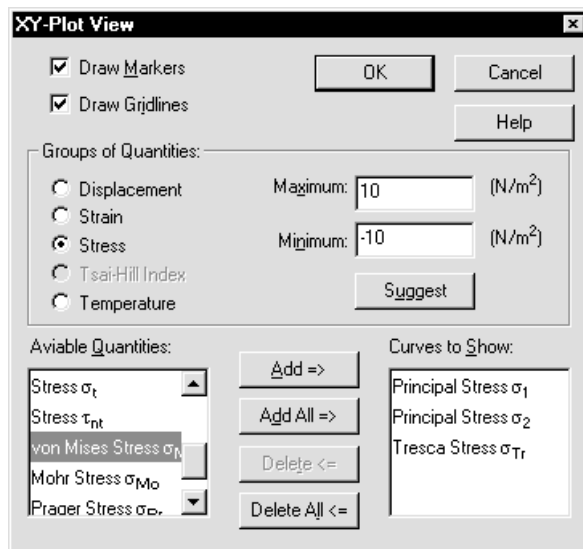 XY-Plot View
Draw Markers
OK
Cancel
Draw Gridlines
Help
Groups of Quantities:
Displacement
Maximum: 10 (N/m²)
Strain
Stress
Minimum: -10 (N/m²)
Tsai-Hill Index
Suggest
Temperature
Aviable Quantities:
Curves to Show:
Stress σt
Add =>
Principal Stress σ1
Stress τnt
Add All =>
Principal Stress σ2
von Mises Stress σM
Tresca Stress σTr
Delete <=
Mohr Stress σMo
Prager Stress σPr
Delete All <=